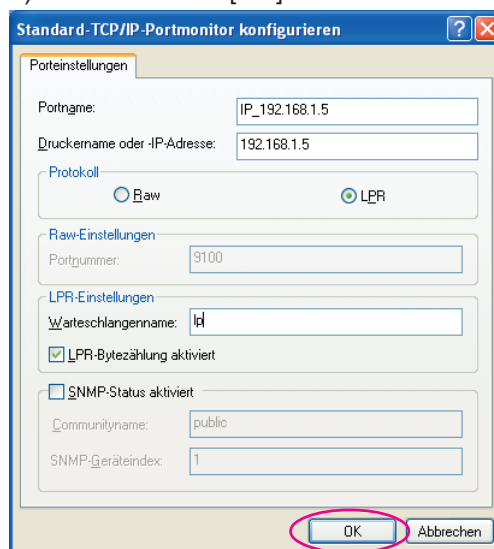 Standard-TCP/IP-Portmonitor konfigurieren
Porteinstellungen
Portname: IP_192.168.1.5
Druckername oder -IP-Adresse: 192.168.1.5
Protokoll
Raw LPR
Raw-Einstellungen
Portnummer: 9100
LPR-Einstellungen
Warteschlangenname: lp
LPR-Bytezählung aktiviert
SNMP-Status aktiviert
Communityname: public
SNMP-Geräteindex: 1
OK Abbrechen